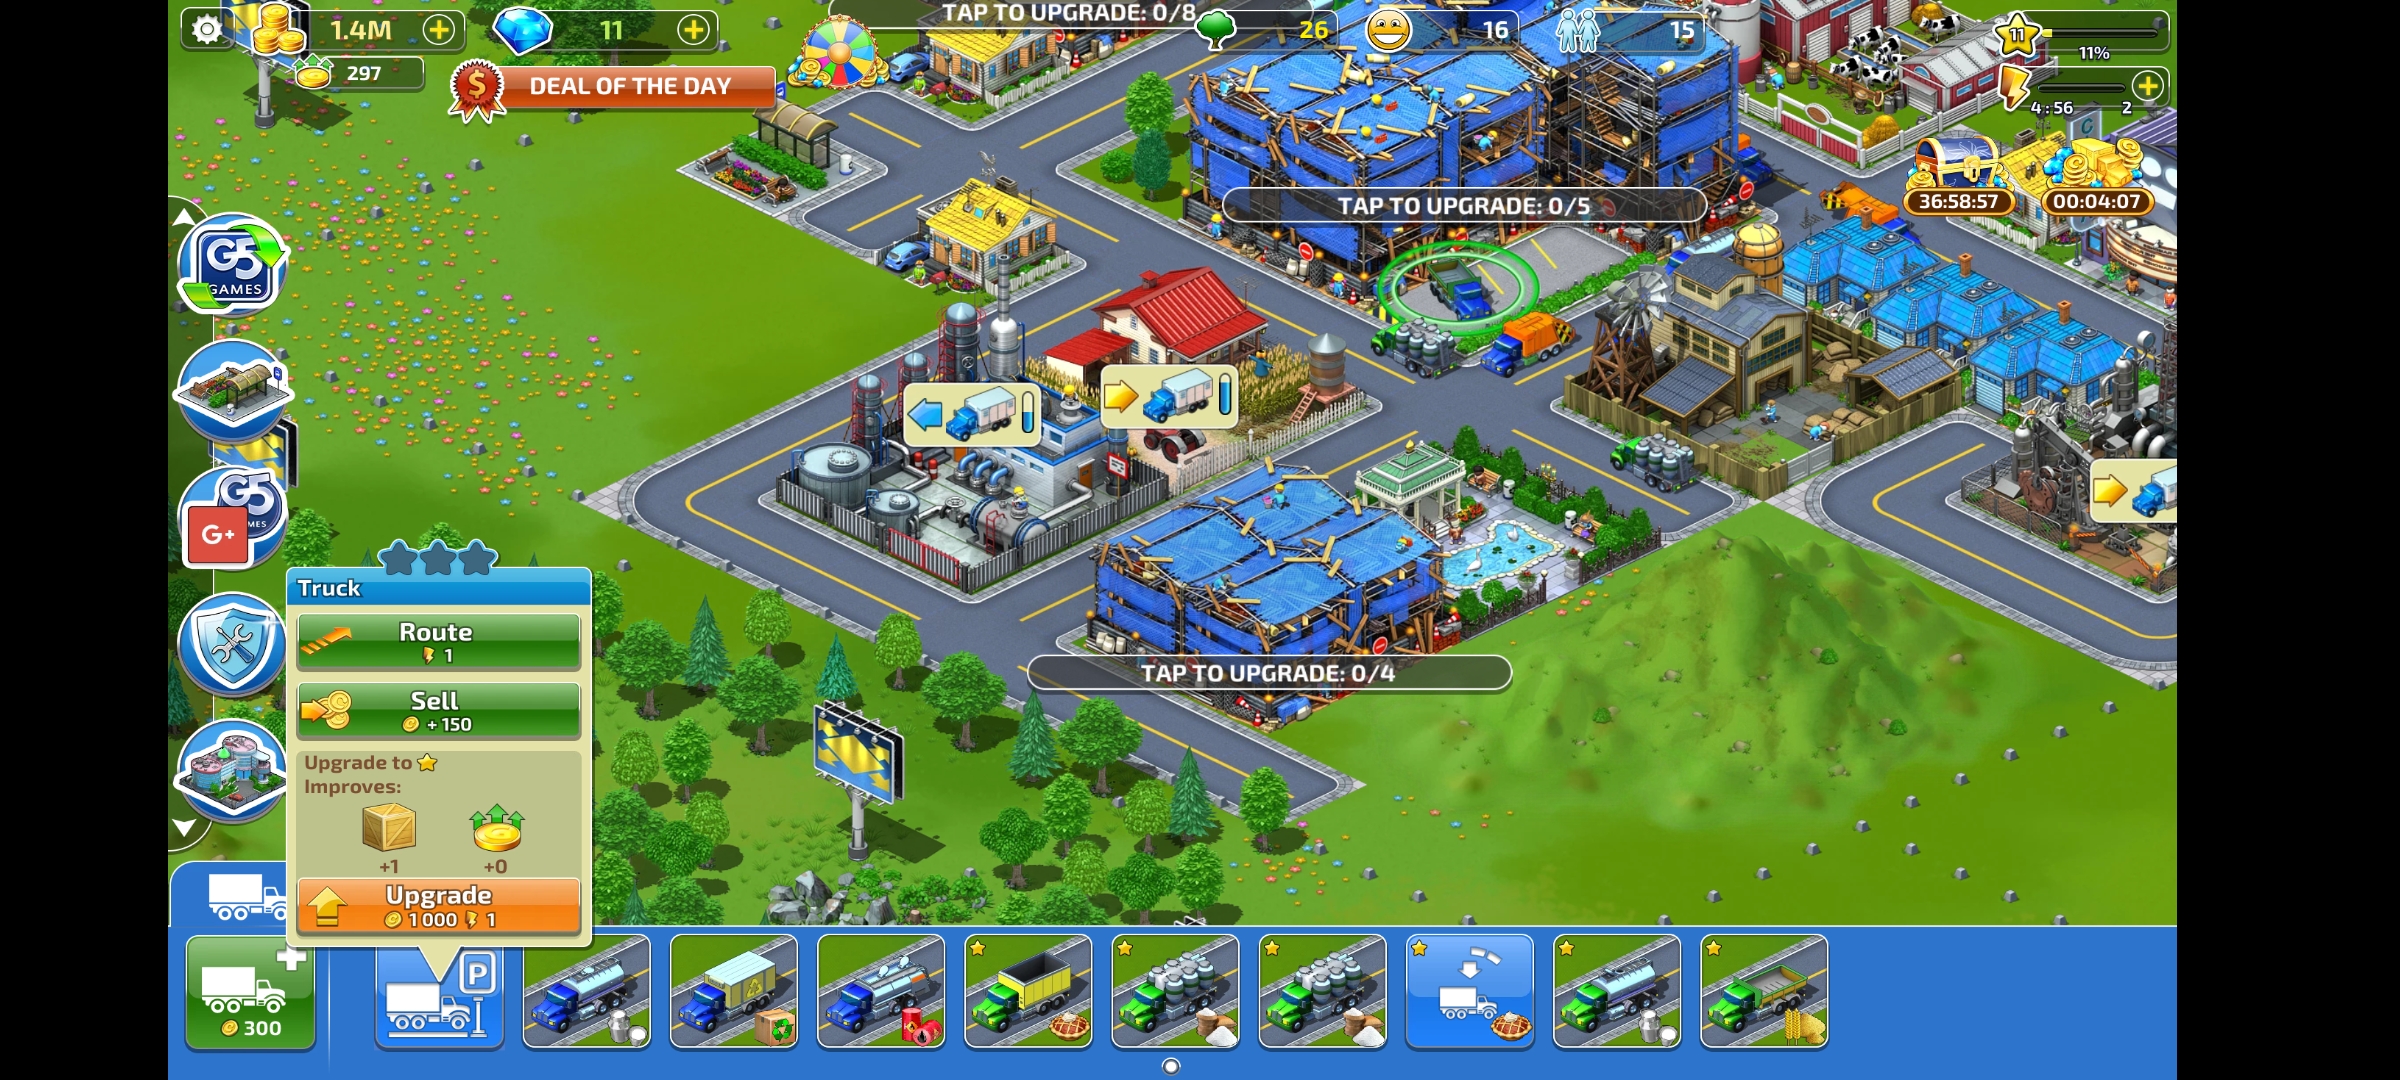 TAP TO UPGRADE: 0/8
1.4M
11
26
16
15
11
11%
297
DEAL OF THE DAY
4:56
2
36:58:57
00:04:07
TAP TO UPGRADE: 0/5
G5
GAMES
G5
G+
Truck
Route
1
Sell
+150
Upgrade to
Improves:
+1
+0
Upgrade
1 000
1
TAP TO UPGRADE: 0/4
300
P